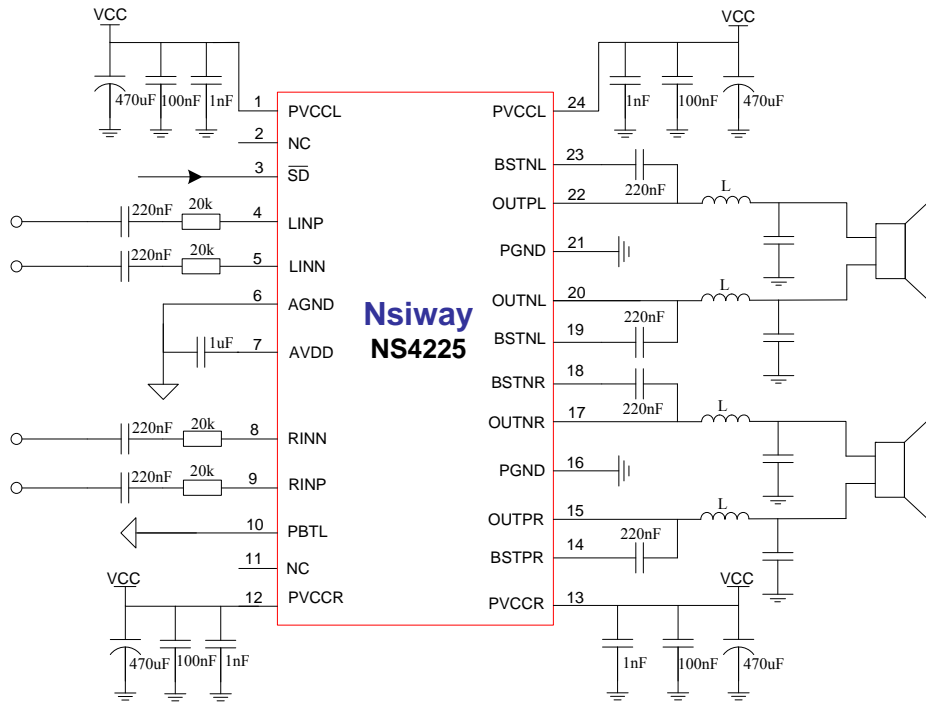 VCC
470uF
100nF
1nF
1
PVCCL
2
NC
3
SD
220nF
20k
4
LINP
220nF
20k
5
LINN
6
AGND
1uF
7
AVDD
220nF
20k
8
RINN
220nF
20k
9
RINP
10
PBTL
11
NC
VCC
12
PVCCR
470uF
100nF
1nF
Nsiway
NS4225
VCC
1nF
100nF
470uF
24
PVCCL
23
BSTNL
220nF
22
OUTPL
L
21
PGND
20
OUTNL
L
220nF
19
BSTNL
18
BSTNR
220nF
17
OUTNR
L
16
PGND
15
OUTPR
L
220nF
14
BSTPR
VCC
13
PVCCR
1nF
100nF
470uF